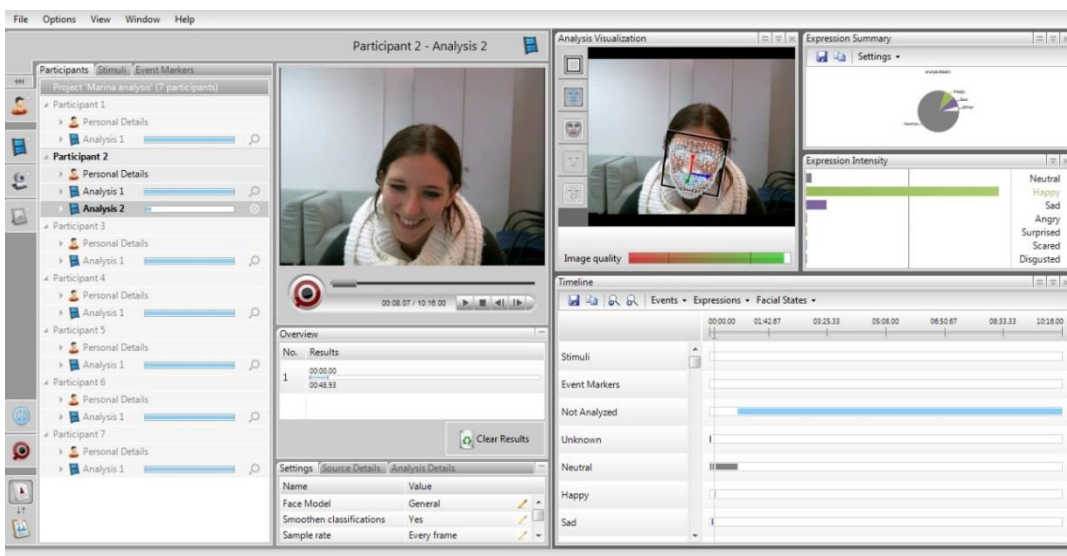 File Options View Window Help
Participant 2 - Analysis 2
Participants Stimuli Event Markers
Project 'Marina analysis' (7 participants)
Participant 1
Personal Details
Analysis 1
Participant 2
Personal Details
Analysis 1
Analysis 2
Participant 3
Personal Details
Analysis 1
Participant 4
Personal Details
Analysis 1
Participant 5
Personal Details
Analysis 1
Participant 6
Personal Details
Analysis 1
Participant 7
Personal Details
Analysis 1
00:08.07 / 10:16.00
Overview
No. Results
1
00:00.00
00:48.93
Clear Results
Settings Source Details Analysis Details
Name Value
Face Model General
Smoothen classifications Yes
Sample rate Every frame
Analysis Visualization
Image quality
Expression Summary
Settings
Expression Intensity
Neutral
Happy
Sad
Angry
Surprised
Scared
Disgusted
Timeline
Events Expressions Facial States
00:00.00 01:42.67 03:25.33 05:08.00 06:50.67 08:33.33 10:16.00
Stimuli
Event Markers
Not Analyzed
Unknown
Neutral
Happy
Sad